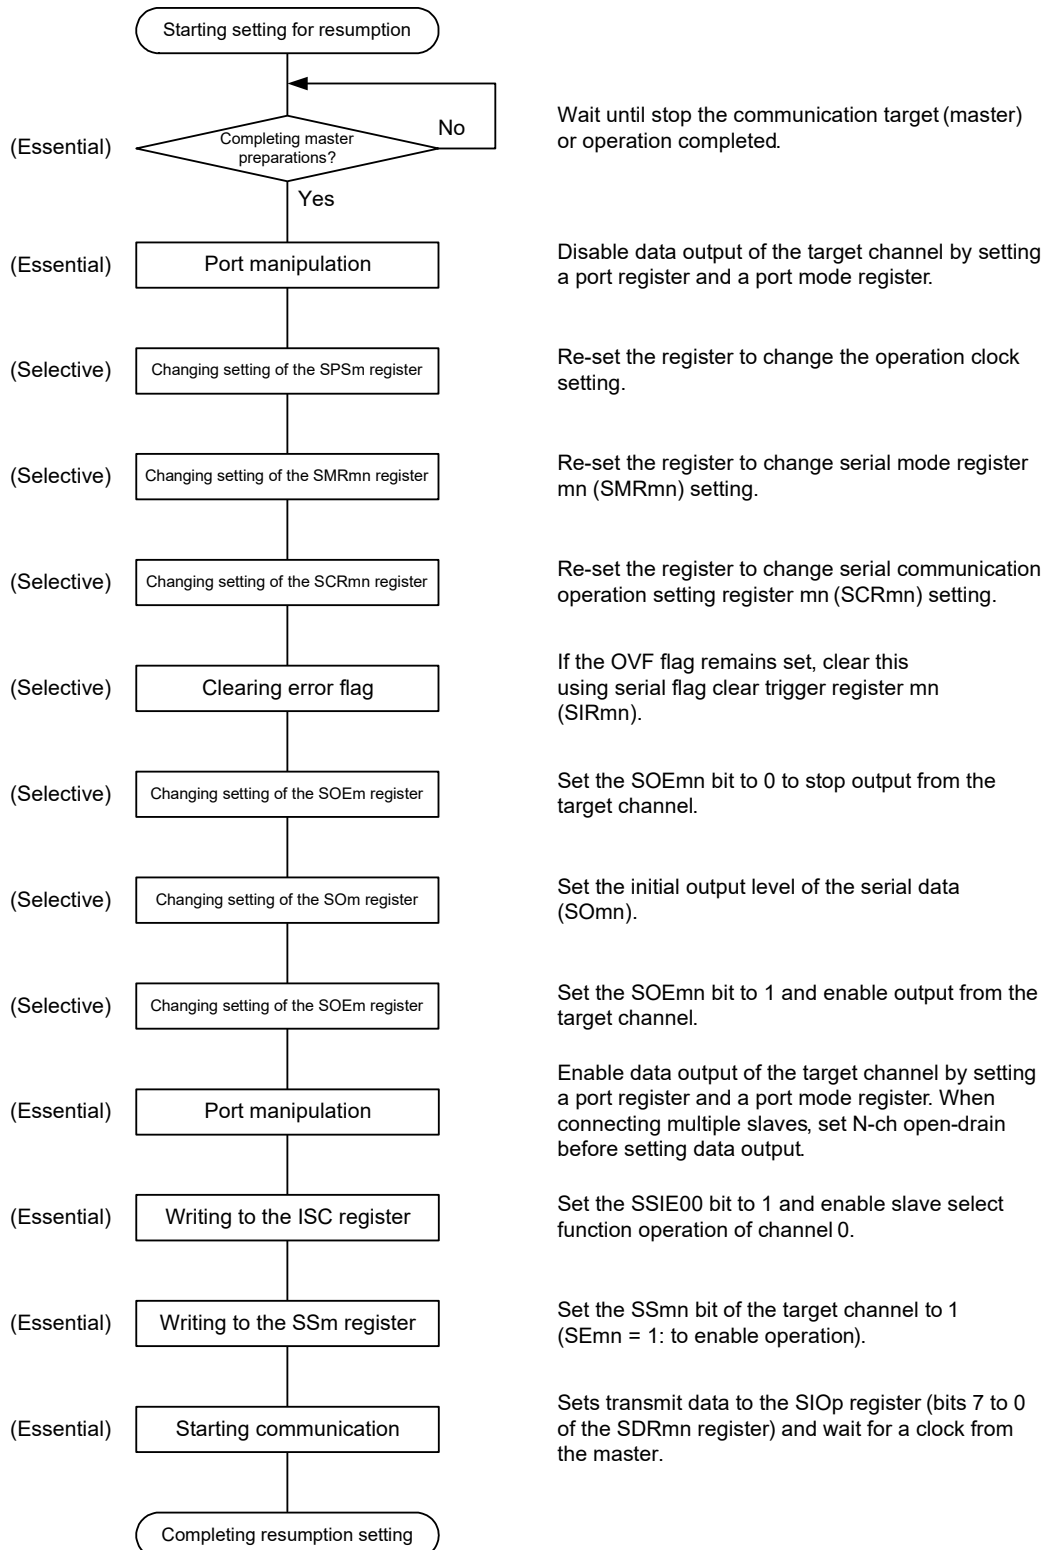 Starting setting for resumption
(Essential)
Completing master
preparations?
No
Yes
Wait until stop the communication target (master)
or operation completed.
(Essential)
Port manipulation
Disable data output of the target channel by setting
a port register and a port mode register.
(Selective)
Changing setting of the SPSm register
Re-set the register to change the operation clock
setting.
(Selective)
Changing setting of the SMRmn register
Re-set the register to change serial mode register
mn (SMRmn) setting.
(Selective)
Changing setting of the SCRmn register
Re-set the register to change serial communication
operation setting register mn (SCRmn) setting.
(Selective)
Clearing error flag
If the OVF flag remains set, clear this
using serial flag clear trigger register mn
(SIRmn).
(Selective)
Changing setting of the SOEm register
Set the SOEmn bit to 0 to stop output from the
target channel.
(Selective)
Changing setting of the SOm register
Set the initial output level of the serial data
(SOmn).
(Selective)
Changing setting of the SOEm register
Set the SOEmn bit to 1 and enable output from the
target channel.
(Essential)
Port manipulation
Enable data output of the target channel by setting
a port register and a port mode register. When
connecting multiple slaves, set N-ch open-drain
before setting data output.
(Essential)
Writing to the ISC register
Set the SSIE00 bit to 1 and enable slave select
function operation of channel 0.
(Essential)
Writing to the SSm register
Set the SSmn bit of the target channel to 1
(SEmn = 1: to enable operation).
(Essential)
Starting communication
Sets transmit data to the SIOp register (bits 7 to 0
of the SDRmn register) and wait for a clock from
the master.
Completing resumption setting